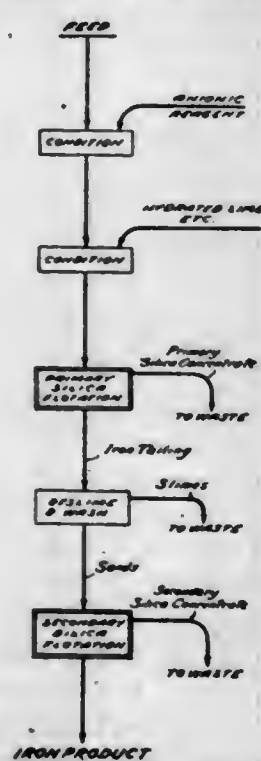 FEED
ANIONIC
REAGENT
CONDITION
HYDRATED LIME
ETC.
CONDITION
Primary
Silica Concentrate
PRIMARY
SILICA
FLOTATION
TO WASTE
Iron Tailing
Slimes
DESLIME
& WASH
TO WASTE
Sands
Secondary
Silica Concentrate
SECONDARY
SILICA
FLOTATION
TO WASTE
IRON PRODUCT